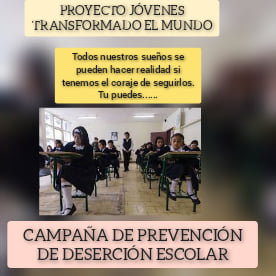 PROYECTO JÓVENES
TRANSFORMADO EL MUNDO
Todos nuestros sueños se
pueden hacer realidad si
tenemos el coraje de seguirlos.
Tu puedes......
CAMPAÑA DE PREVENCIÓN
DE DESERCIÓN ESCOLAR